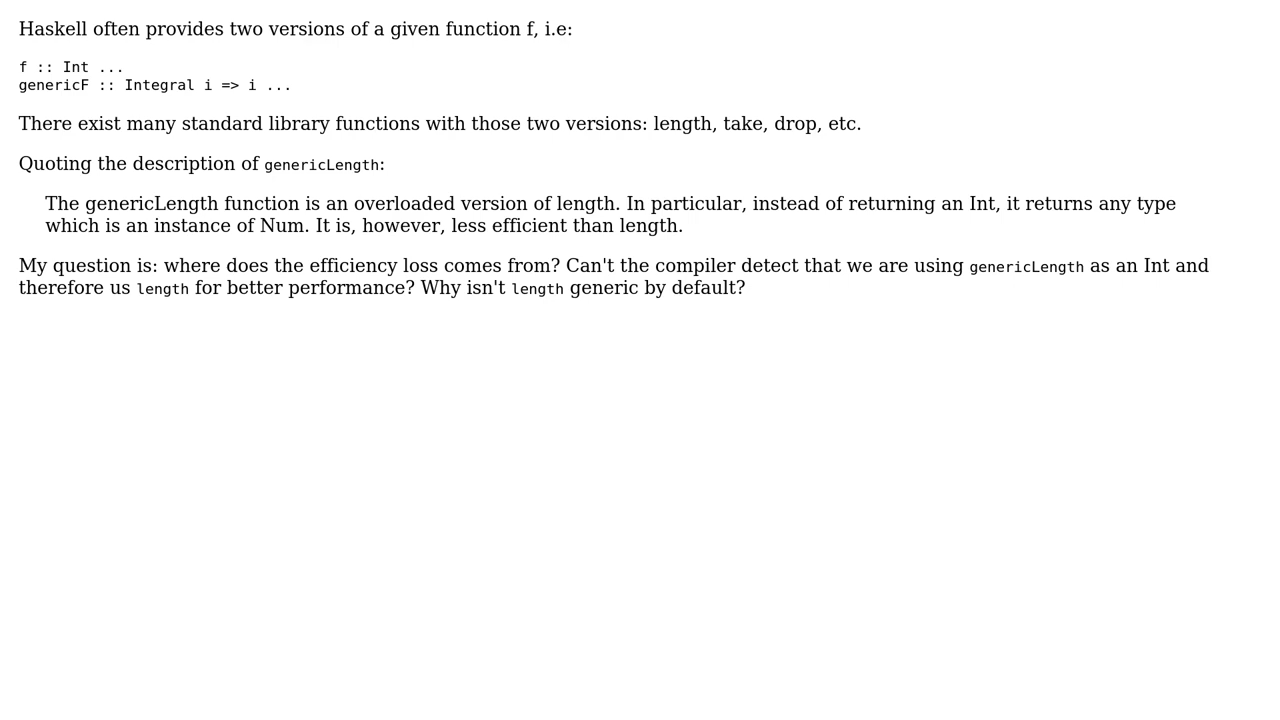 Haskell often provides two versions of a given function f, i.e:
f :: Int ...
genericF :: Integral i => i ...
There exist many standard library functions with those two versions: length, take, drop, etc.
Quoting the description of genericLength:
The genericLength function is an overloaded version of length. In particular, instead of returning an Int, it returns any type
which is an instance of Num. It is, however, less efficient than length.
My question is: where does the efficiency loss comes from? Can't the compiler detect that we are using genericLength as an Int and
therefore us length for better performance? Why isn't length generic by default?